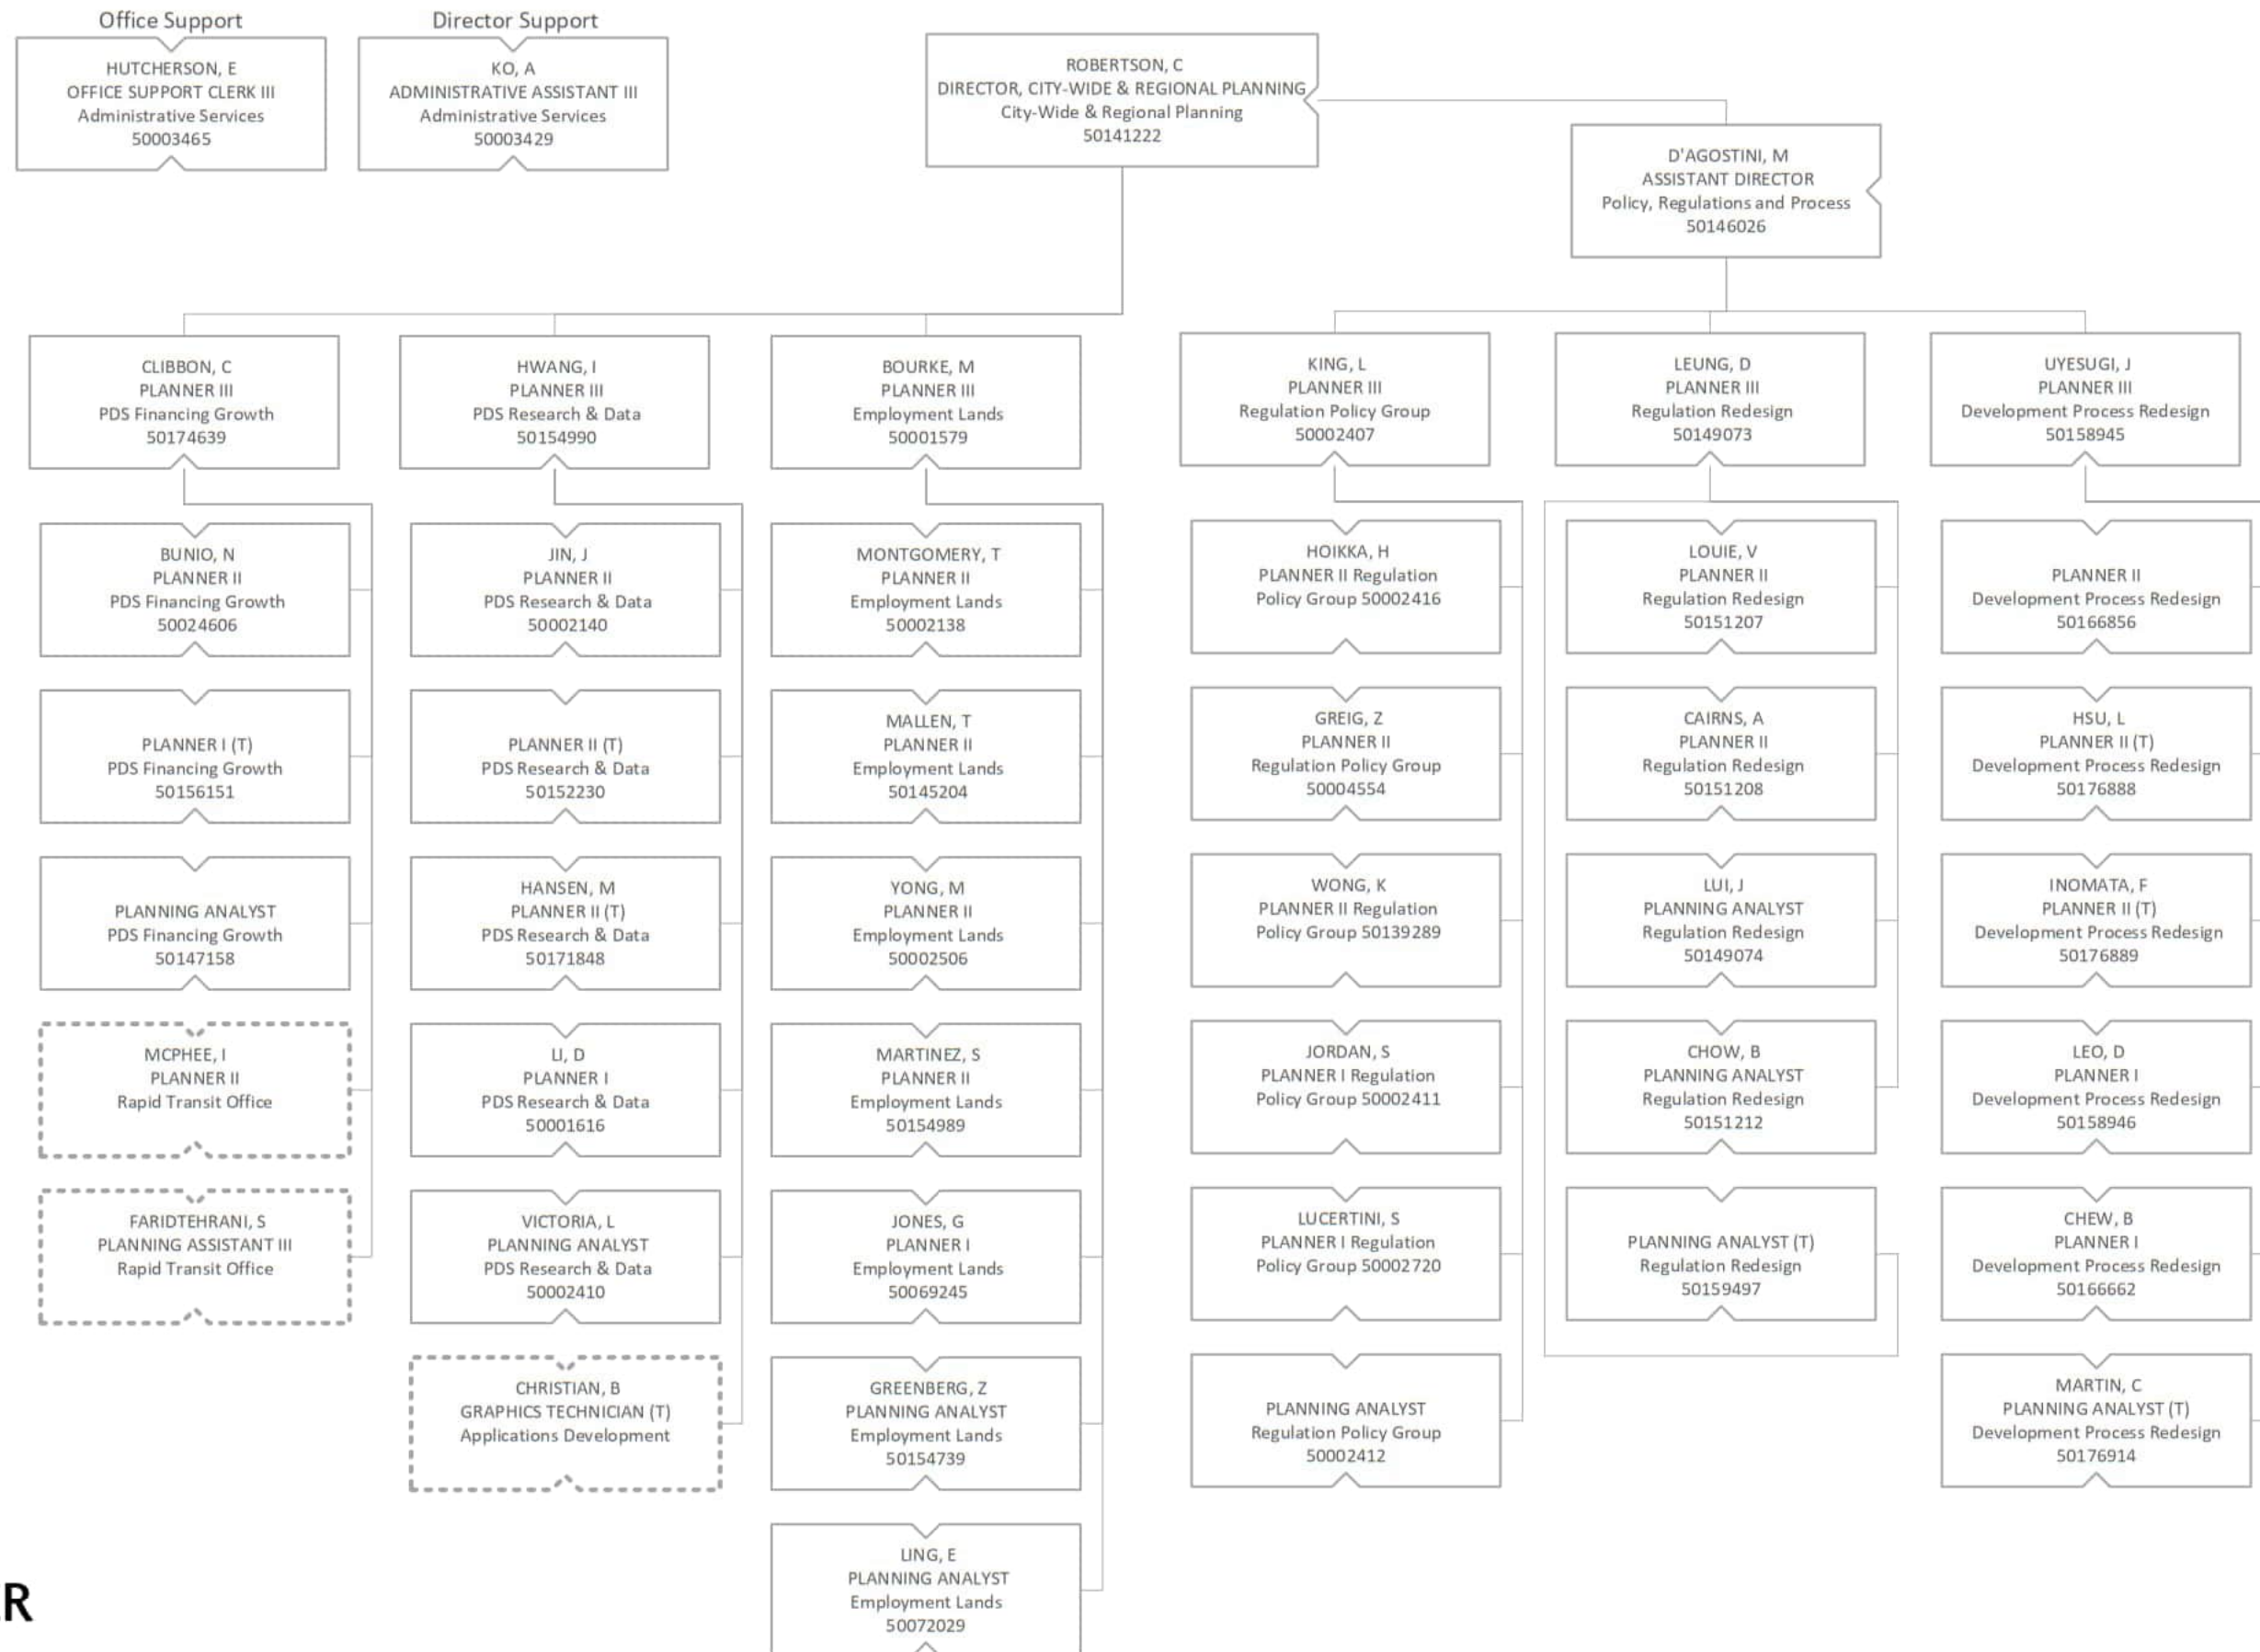 Office Support
HUTCHERSON, E
OFFICE SUPPORT CLERK III
Administrative Services
50003465
Director Support
KO, A
ADMINISTRATIVE ASSISTANT III
Administrative Services
50003429
ROBERTSON, C
DIRECTOR, CITY-WIDE & REGIONAL PLANNING
City-Wide & Regional Planning
50141222
D'AGOSTINI, M
ASSISTANT DIRECTOR
Policy, Regulations and Process
50146026
CLIBBON, C
PLANNER III
PDS Financing Growth
50174639
BUNIO, N
PLANNER II
PDS Financing Growth
50024606
PLANNER I (T)
PDS Financing Growth
50156151
PLANNING ANALYST
PDS Financing Growth
50147158
MCPHEE, I
PLANNER II
Rapid Transit Office
FARIDTEHRANI, S
PLANNING ASSISTANT III
Rapid Transit Office
HWANG, I
PLANNER III
PDS Research & Data
50154990
JIN, J
PLANNER II
PDS Research & Data
50002140
PLANNER II (T)
PDS Research & Data
50152230
HANSEN, M
PLANNER II (T)
PDS Research & Data
50171848
LI, D
PLANNER I
PDS Research & Data
50001616
VICTORIA, L
PLANNING ANALYST
PDS Research & Data
50002410
CHRISTIAN, B
GRAPHICS TECHNICIAN (T)
Applications Development
BOURKE, M
PLANNER III
Employment Lands
50001579
MONTGOMERY, T
PLANNER II
Employment Lands
50002138
MALLEN, T
PLANNER II
Employment Lands
50145204
YONG, M
PLANNER II
Employment Lands
50002506
MARTINEZ, S
PLANNER II
Employment Lands
50154989
JONES, G
PLANNER I
Employment Lands
50069245
GREENBERG, Z
PLANNING ANALYST
Employment Lands
50154739
LING, E
PLANNING ANALYST
Employment Lands
50072029
KING, L
PLANNER III
Regulation Policy Group
50002407
HOIKKA, H
PLANNER II Regulation
Policy Group 50002416
GREIG, Z
PLANNER II
Regulation Policy Group
50004554
WONG, K
PLANNER II Regulation
Policy Group 50139289
JORDAN, S
PLANNER I Regulation
Policy Group 50002411
LUCERTINI, S
PLANNER I Regulation
Policy Group 50002720
PLANNING ANALYST
Regulation Policy Group
50002412
LEUNG, D
PLANNER III
Regulation Redesign
50149073
LOUIE, V
PLANNER II
Regulation Redesign
50151207
CAIRNS, A
PLANNER II
Regulation Redesign
50151208
LUI, J
PLANNING ANALYST
Regulation Redesign
50149074
CHOW, B
PLANNING ANALYST
Regulation Redesign
50151212
PLANNING ANALYST (T)
Regulation Redesign
50159497
UYESUGI, J
PLANNER III
Development Process Redesign
50158945
PLANNER II
Development Process Redesign
50166856
HSU, L
PLANNER II (T)
Development Process Redesign
50176888
INOMATA, F
PLANNER II (T)
Development Process Redesign
50176889
LEO, D
PLANNER I
Development Process Redesign
50158946
CHEW, B
PLANNER I
Development Process Redesign
50166662
MARTIN, C
PLANNING ANALYST (T)
Development Process Redesign
50176914
R